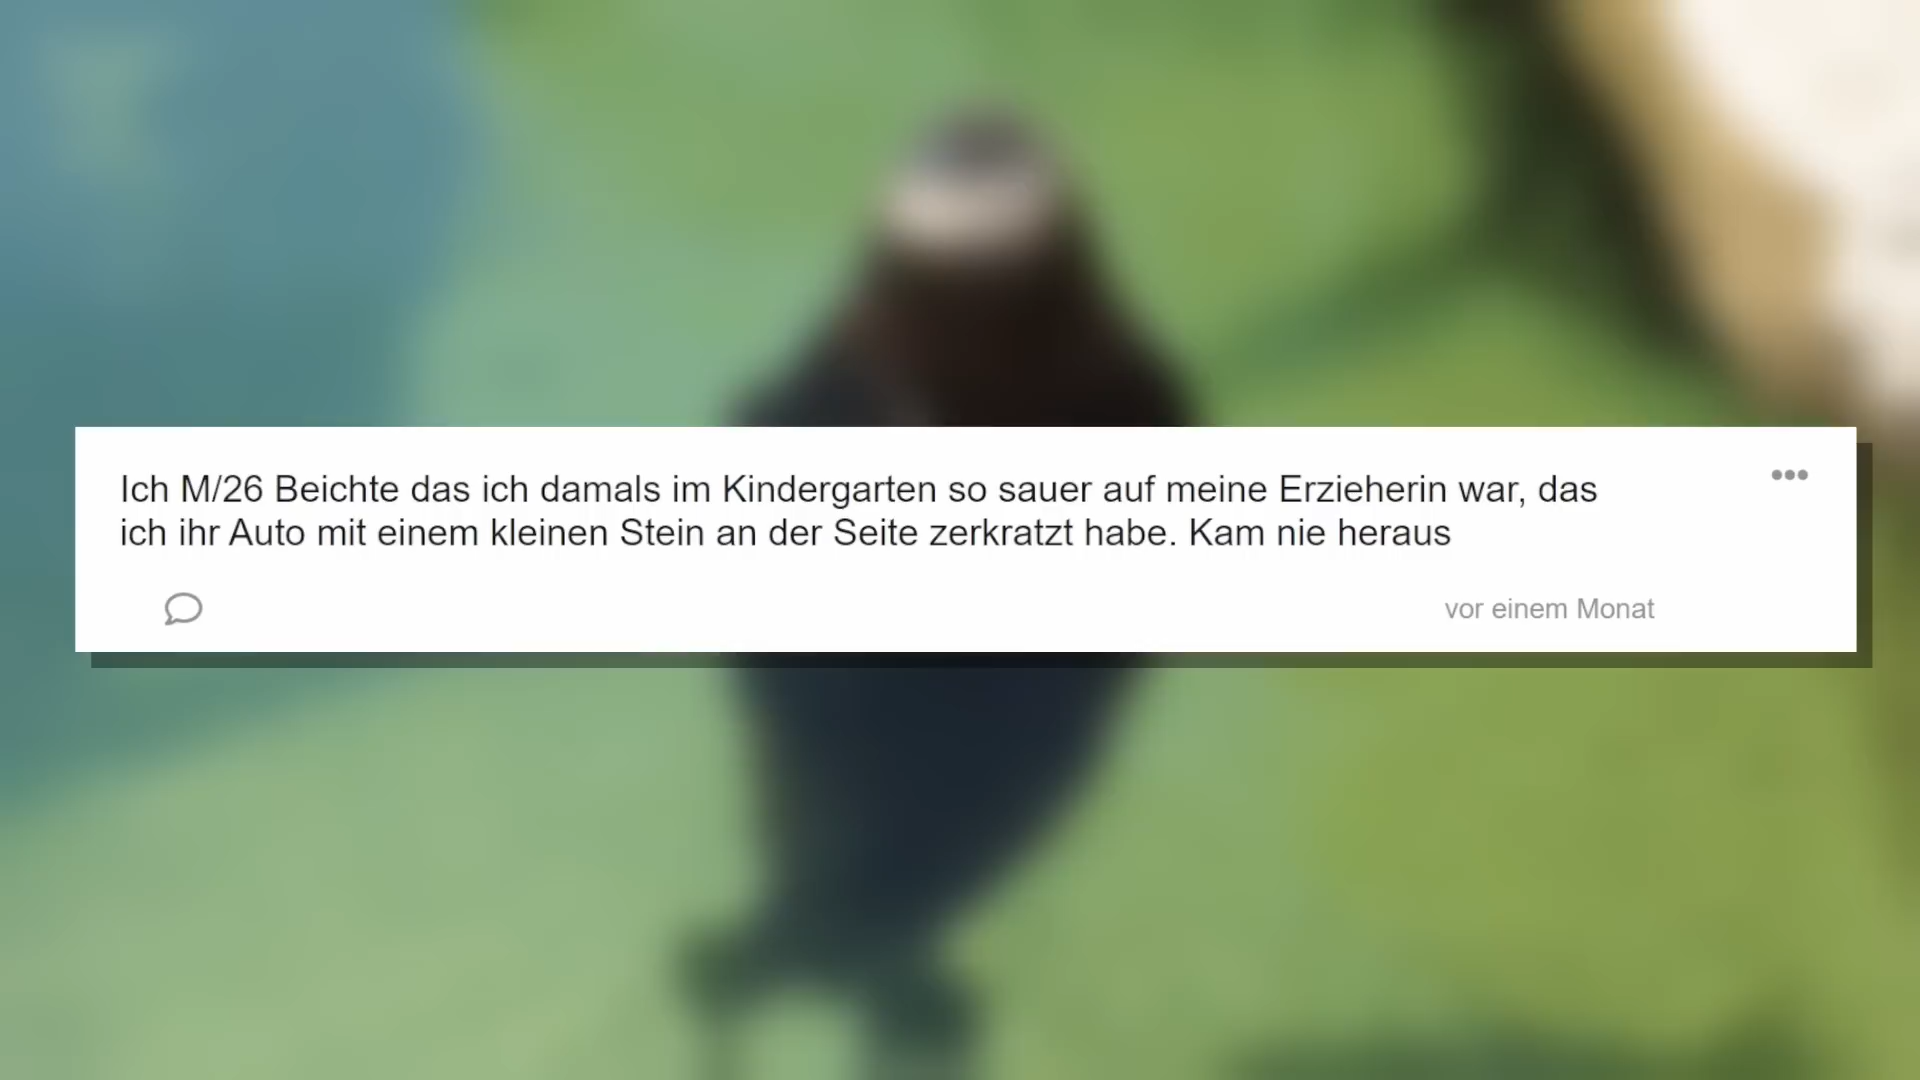 Ich M/26 Beichte das ich damals im Kindergarten so sauer auf meine Erzieherin war, das
ich ihr Auto mit einem kleinen Stein an der Seite zerkratzt habe. Kam nie heraus
vor einem Monat